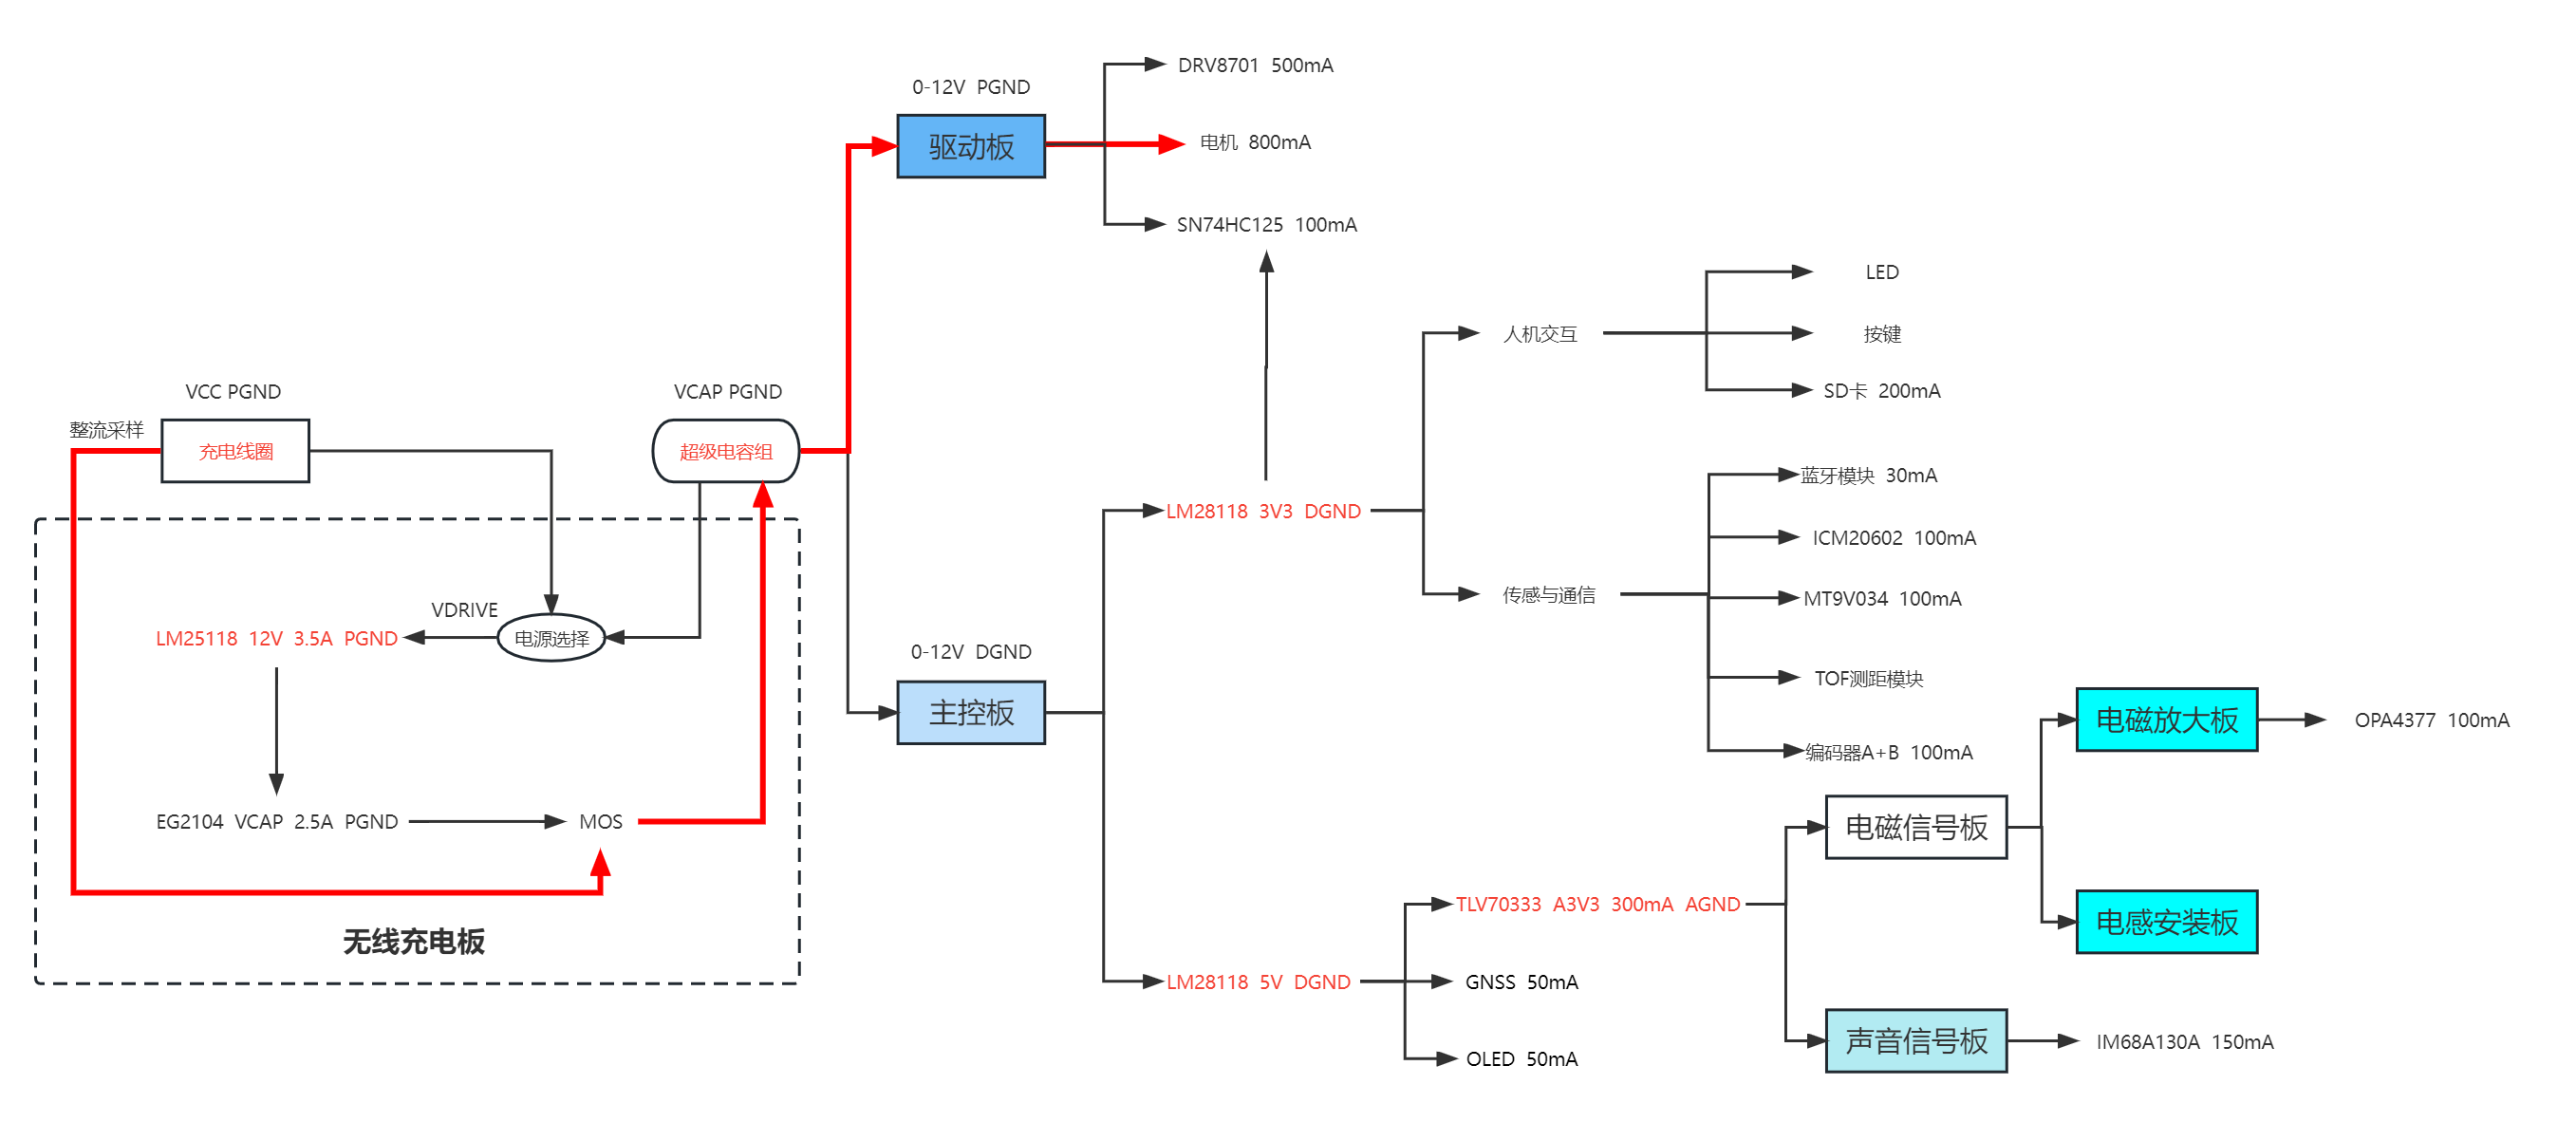 DRV8701 500mA
0-12V PGND
驱动板
电机 800mA
SN74HC125 100mA
LED
人机交互
按键
SD卡 200mA
VCC PGND
VCAP PGND
整流采样
充电线圈
超级电容组
蓝牙模块 30mA
LM28118 3V3 DGND
ICM20602 100mA
传感与通信
MT9V034 100mA
VDRIVE
LM25118 12V 3.5A PGND
电源选择
0-12V DGND
TOF测距模块
主控板
电磁放大板
OPA4377 100mA
编码器A+B 100mA
EG2104 VCAP 2.5A PGND
MOS
电磁信号板
TLV70333 A3V3 300mA AGND
电感安装板
无线充电板
LM28118 5V DGND
GNSS 50mA
声音信号板
IM68A130A 150mA
OLED 50mA